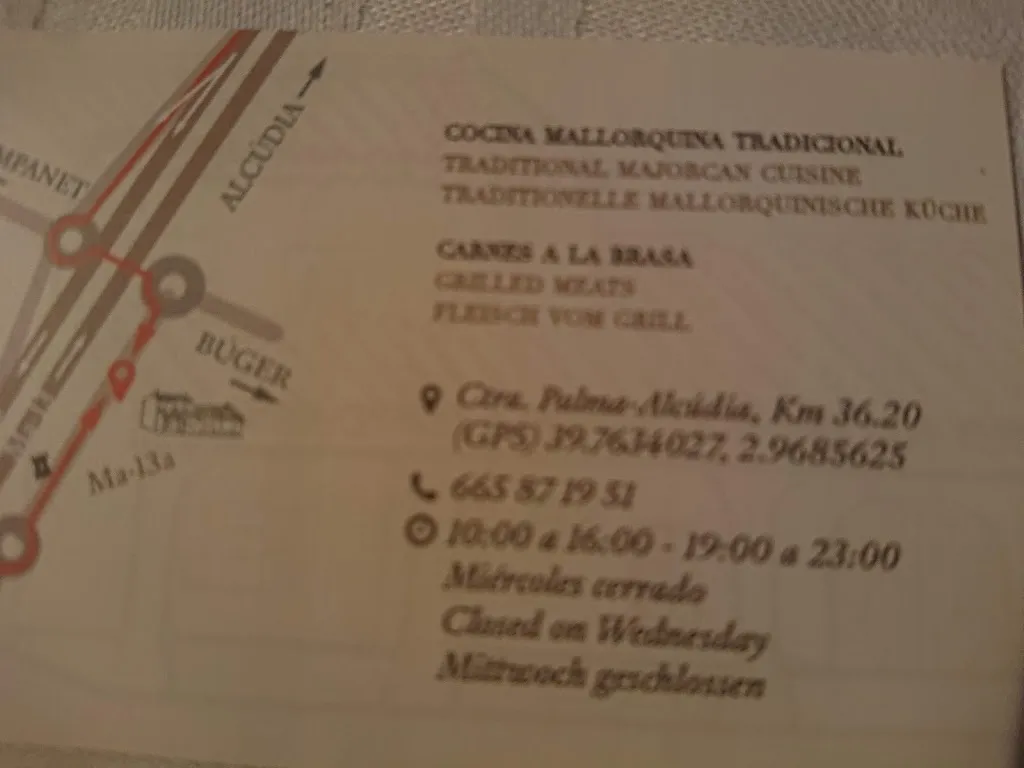 MPANET
ALCÚDIA
BÚGER
Ma-13a
COCINA MALLORQUINA TRADICIONAL
TRADITIONAL MAJORCAN CUISINE
TRADITIONELLE MALLORQUINISCHE KÜCHE
CARNES A LA BRASA
GRILLED MEATS
FLEISCH VOM GRILL
Ctra. Palma-Alcúdia, Km 36.20
(GPS) 39.7634027, 2.9685625
665 87 19 51
10:00 a 16:00 - 19:00 a 23:00
Miércoles cerrado
Closed on Wednesday
Mittwoch geschlossen